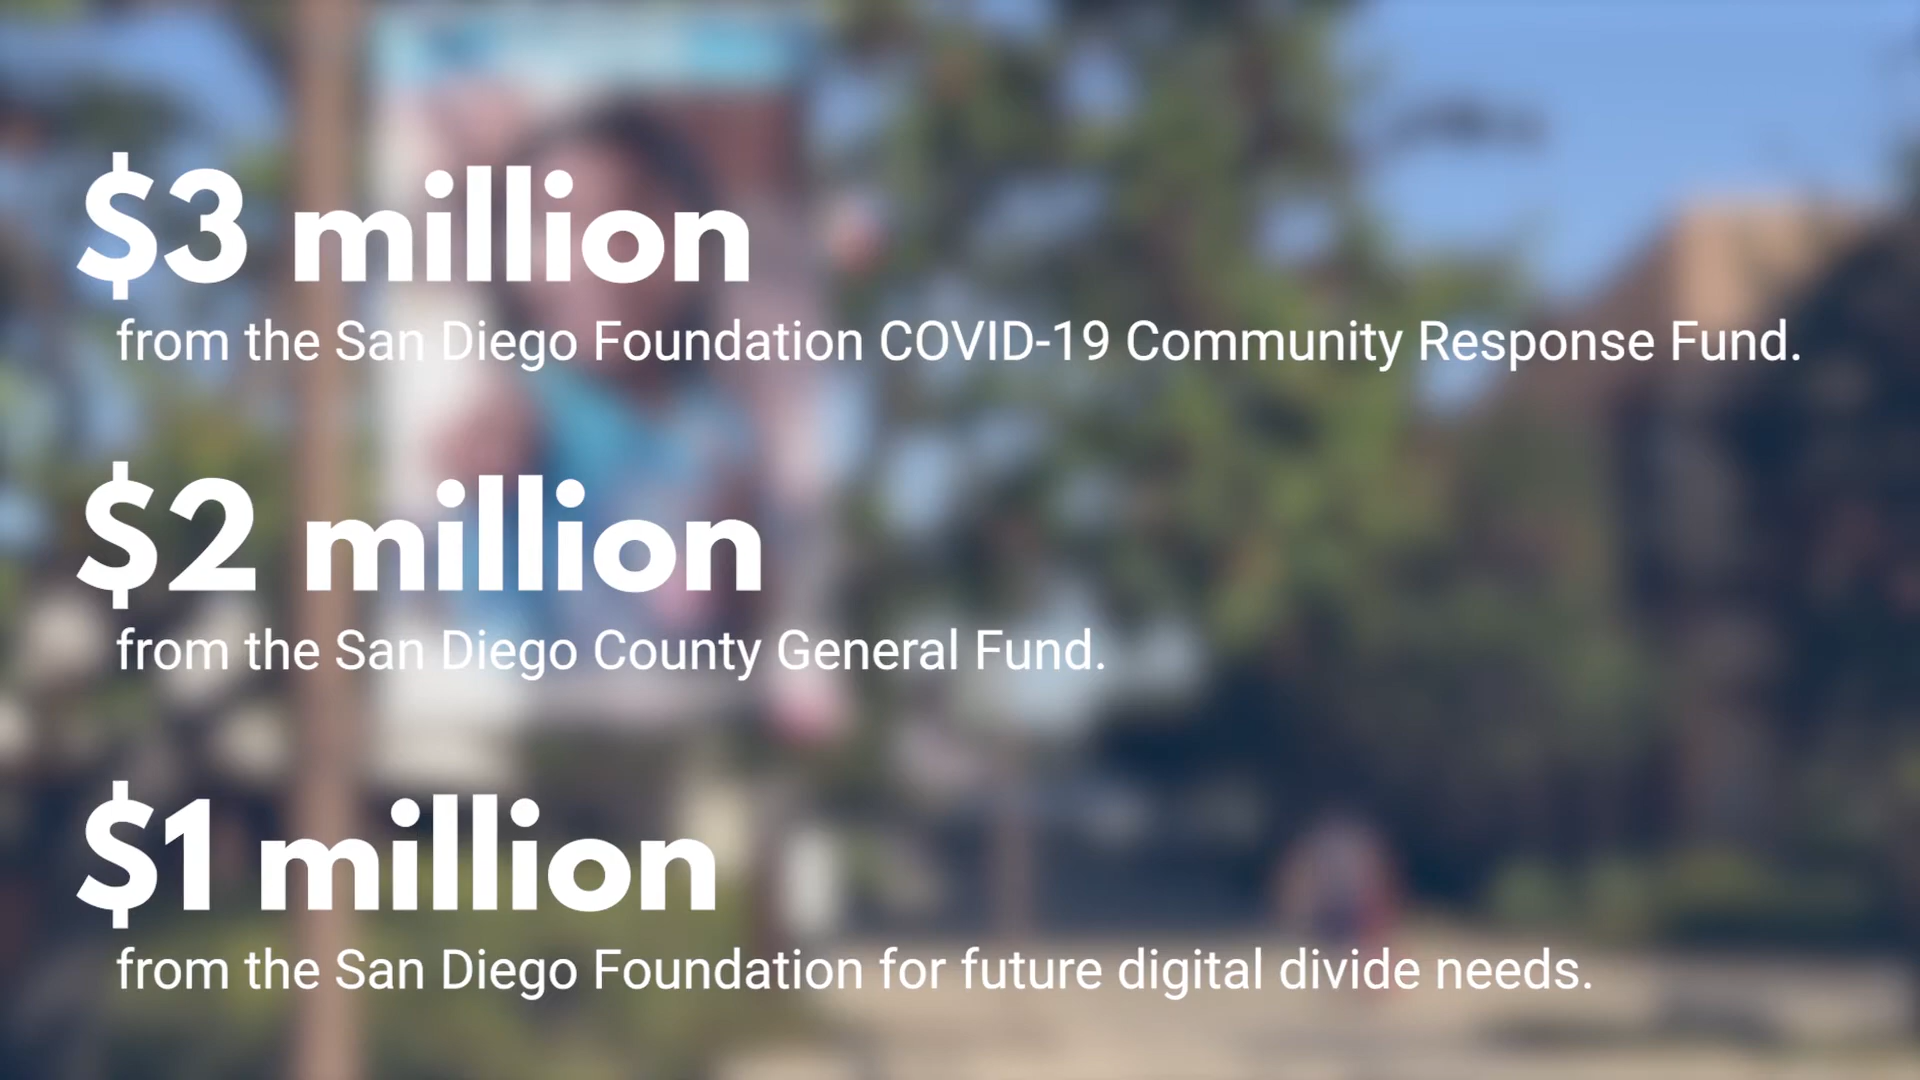 $3 million
from the San Diego Foundation COVID-19 Community Response Fund.
$2 million
from the San Diego County General Fund.
$1 million
from the San Diego Foundation for future digital divide needs.